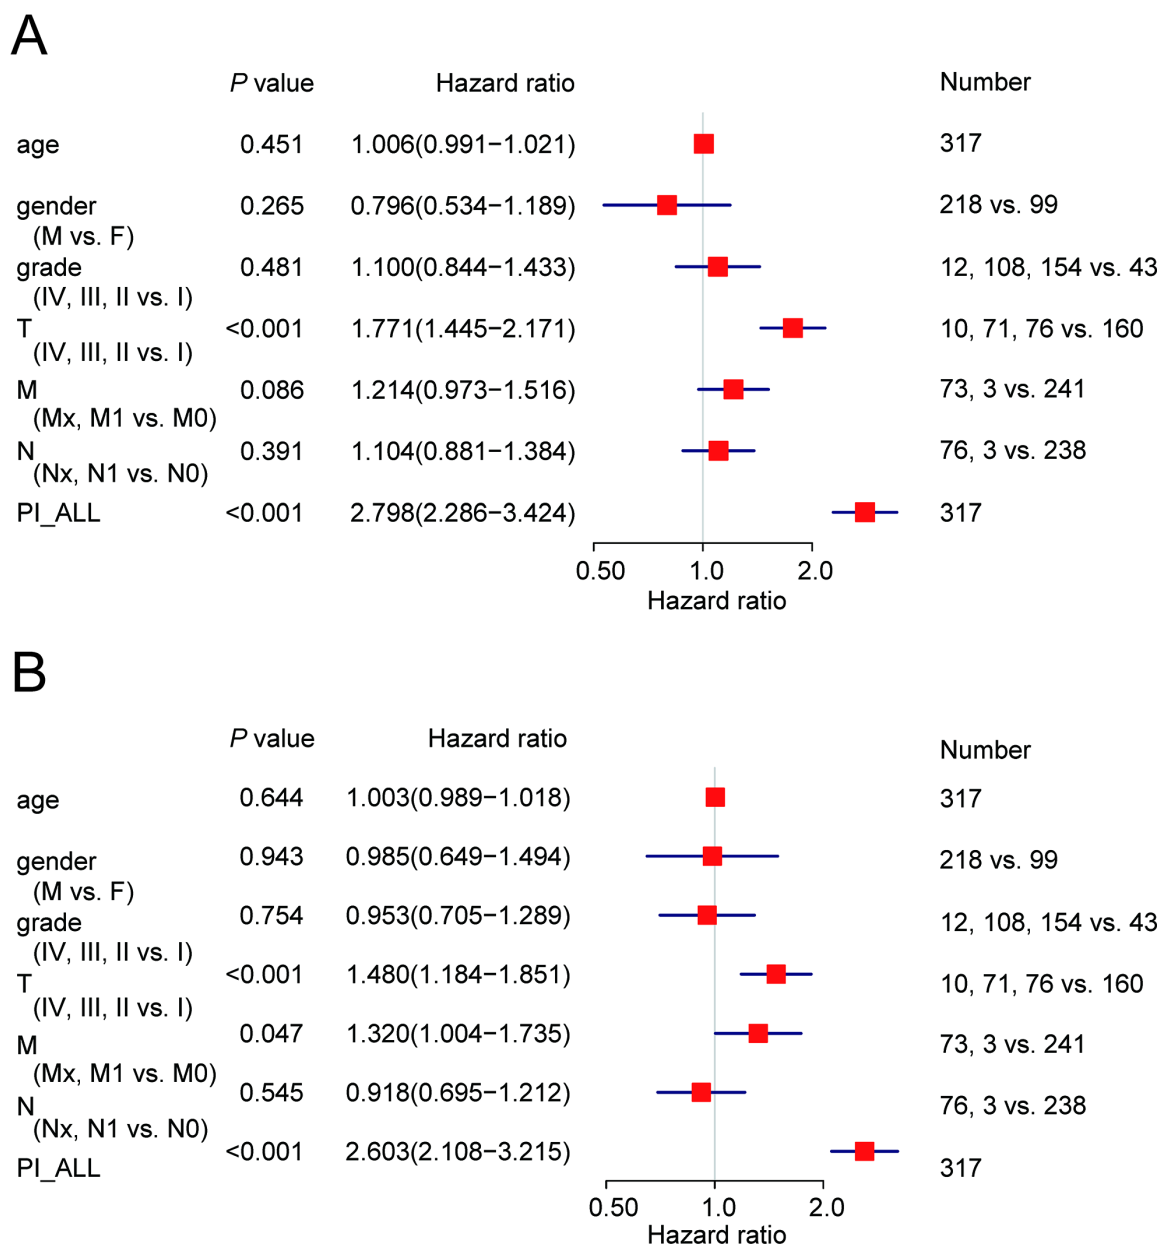 A
P value Hazard ratio Number
age 0.451 1.006(0.991−1.021) 317
gender 0.265 0.796(0.534−1.189) 218 vs. 99
(M vs. F)
grade 0.481 1.100(0.844−1.433) 12, 108, 154 vs. 43
(IV, III, II vs. I)
T <0.001 1.771(1.445−2.171) 10, 71, 76 vs. 160
(IV, III, II vs. I)
M 0.086 1.214(0.973−1.516) 73, 3 vs. 241
(Mx, M1 vs. M0)
N 0.391 1.104(0.881−1.384) 76, 3 vs. 238
(Nx, N1 vs. N0)
PI_ALL <0.001 2.798(2.286−3.424) 317
0.50 1.0 2.0
Hazard ratio
B
P value Hazard ratio Number
age 0.644 1.003(0.989−1.018) 317
gender 0.943 0.985(0.649−1.494) 218 vs. 99
(M vs. F)
grade 0.754 0.953(0.705−1.289) 12, 108, 154 vs. 43
(IV, III, II vs. I)
T <0.001 1.480(1.184−1.851) 10, 71, 76 vs. 160
(IV, III, II vs. I)
M 0.047 1.320(1.004−1.735) 73, 3 vs. 241
(Mx, M1 vs. M0)
N 0.545 0.918(0.695−1.212) 76, 3 vs. 238
(Nx, N1 vs. N0)
PI_ALL <0.001 2.603(2.108−3.215) 317
0.50 1.0 2.0
Hazard ratio